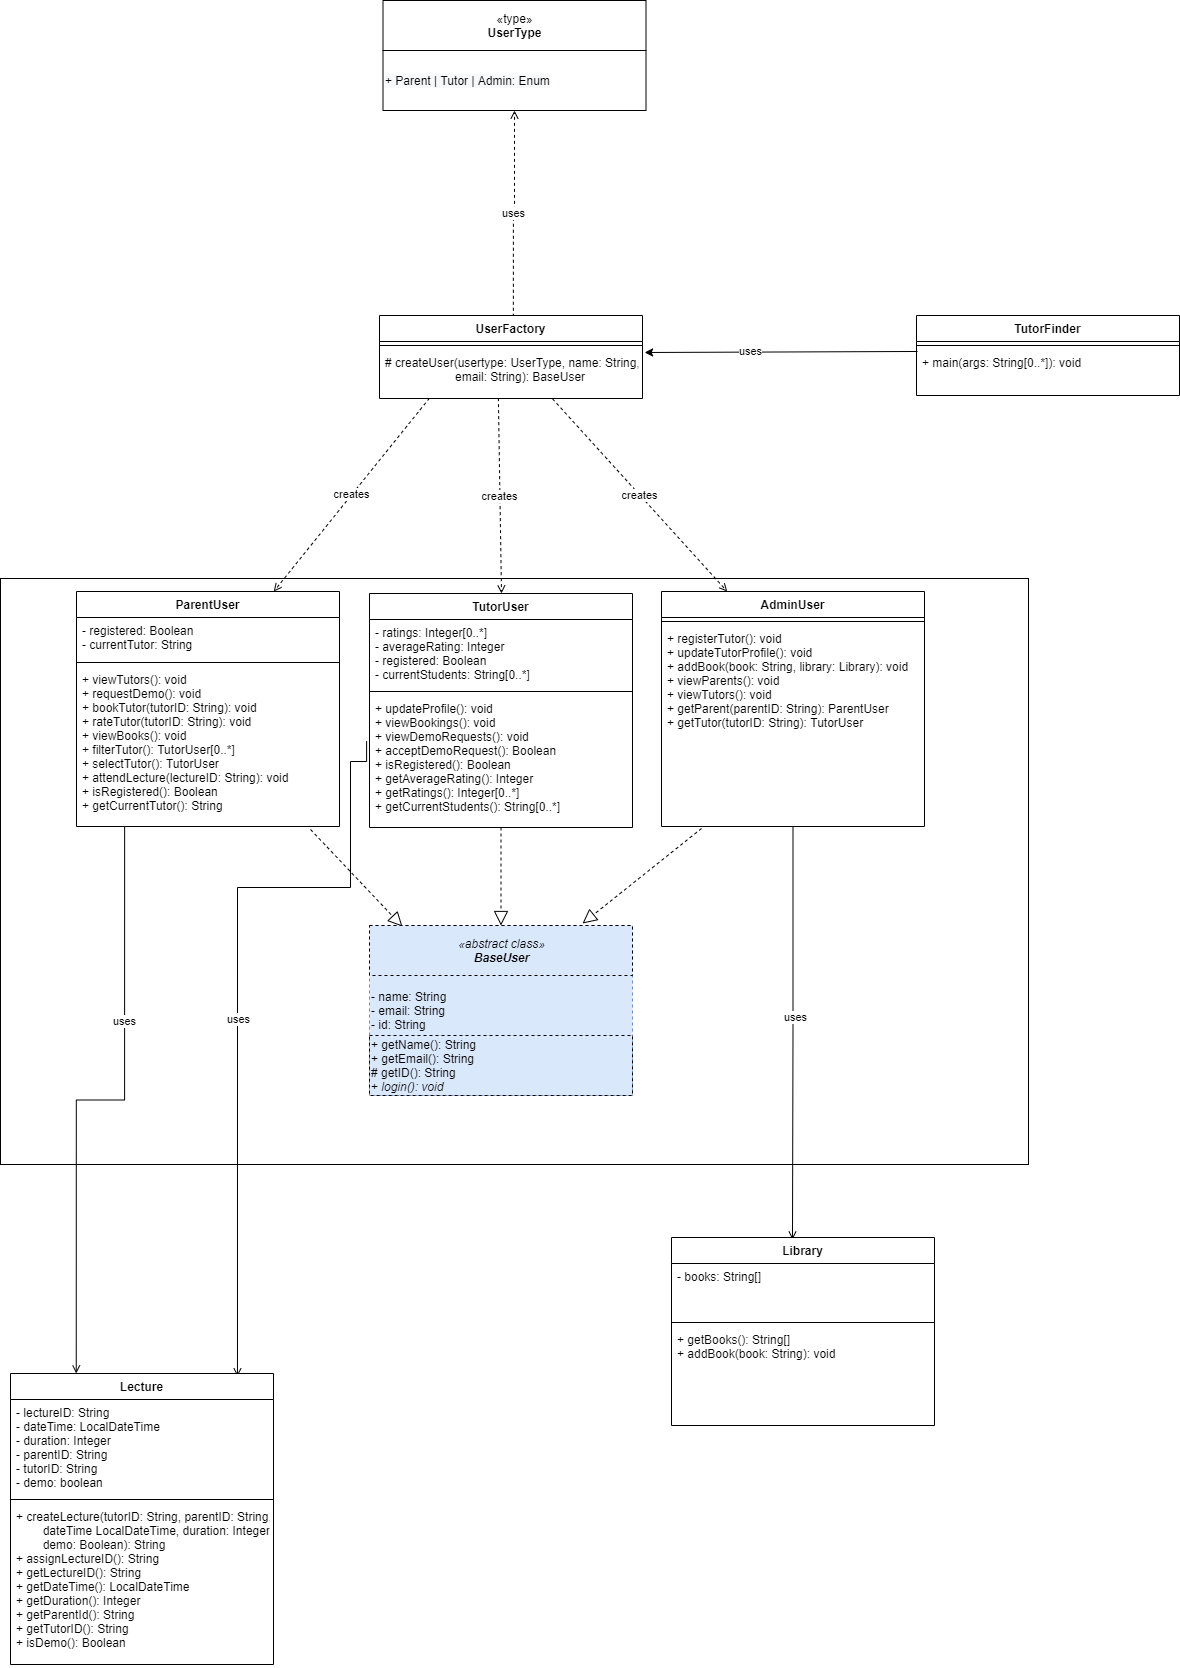 «type»
UserType
+ Parent | Tutor | Admin: Enum
uses
UserFactory
# createUser(usertype: UserType, name: String,
email: String): BaseUser
uses
TutorFinder
+ main(args: String[0..*]): void
creates
creates
creates
ParentUser
- registered: Boolean
- currentTutor: String
+ viewTutors(): void
+ requestDemo(): void
+ bookTutor(tutorID: String): void
+ rateTutor(tutorID: String): void
+ viewBooks(): void
+ filterTutor(): TutorUser[0..*]
+ selectTutor(): TutorUser
+ attendLecture(lectureID: String): void
+ isRegistered(): Boolean
+ getCurrentTutor(): String
TutorUser
- ratings: Integer[0..*]
- averageRating: Integer
- registered: Boolean
- currentStudents: String[0..*]
+ updateProfile(): void
+ viewBookings(): void
+ viewDemoRequests(): void
+ acceptDemoRequest(): Boolean
+ isRegistered(): Boolean
+ getAverageRating(): Integer
+ getRatings(): Integer[0..*]
+ getCurrentStudents(): String[0..*]
AdminUser
+ registerTutor(): void
+ updateTutorProfile(): void
+ addBook(book: String, library: Library): void
+ viewParents(): void
+ viewTutors(): void
+ getParent(parentID: String): ParentUser
+ getTutor(tutorID: String): TutorUser
«abstract class»
BaseUser
- name: String
- email: String
- id: String
+ getName(): String
+ getEmail(): String
# getID(): String
+ login(): void
uses
uses
uses
Library
- books: String[]
+ getBooks(): String[]
+ addBook(book: String): void
Lecture
- lectureID: String
- dateTime: LocalDateTime
- duration: Integer
- parentID: String
- tutorID: String
- demo: boolean
+ createLecture(tutorID: String, parentID: String
dateTime LocalDateTime, duration: Integer
demo: Boolean): String
+ assignLectureID(): String
+ getLectureID(): String
+ getDateTime(): LocalDateTime
+ getDuration(): Integer
+ getParentId(): String
+ getTutorID(): String
+ isDemo(): Boolean